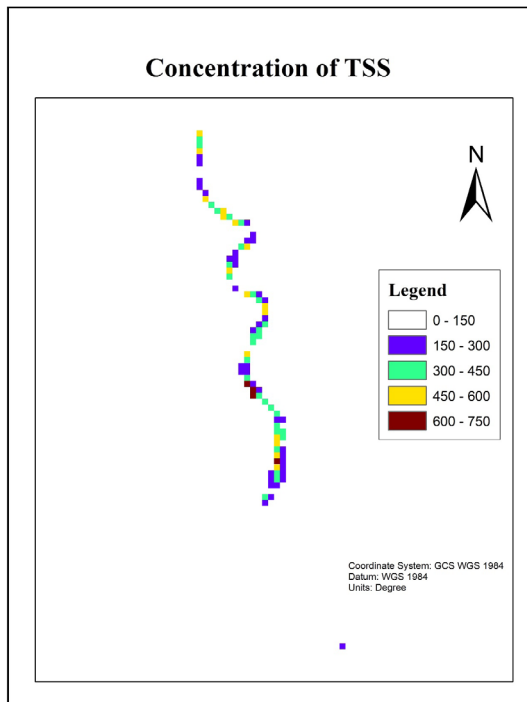 Concentration of TSS
N
Legend
0 - 150
150 - 300
300 - 450
450 - 600
600 - 750
Coordinate System: GCS WGS 1984
Datum: WGS 1984
Units: Degree